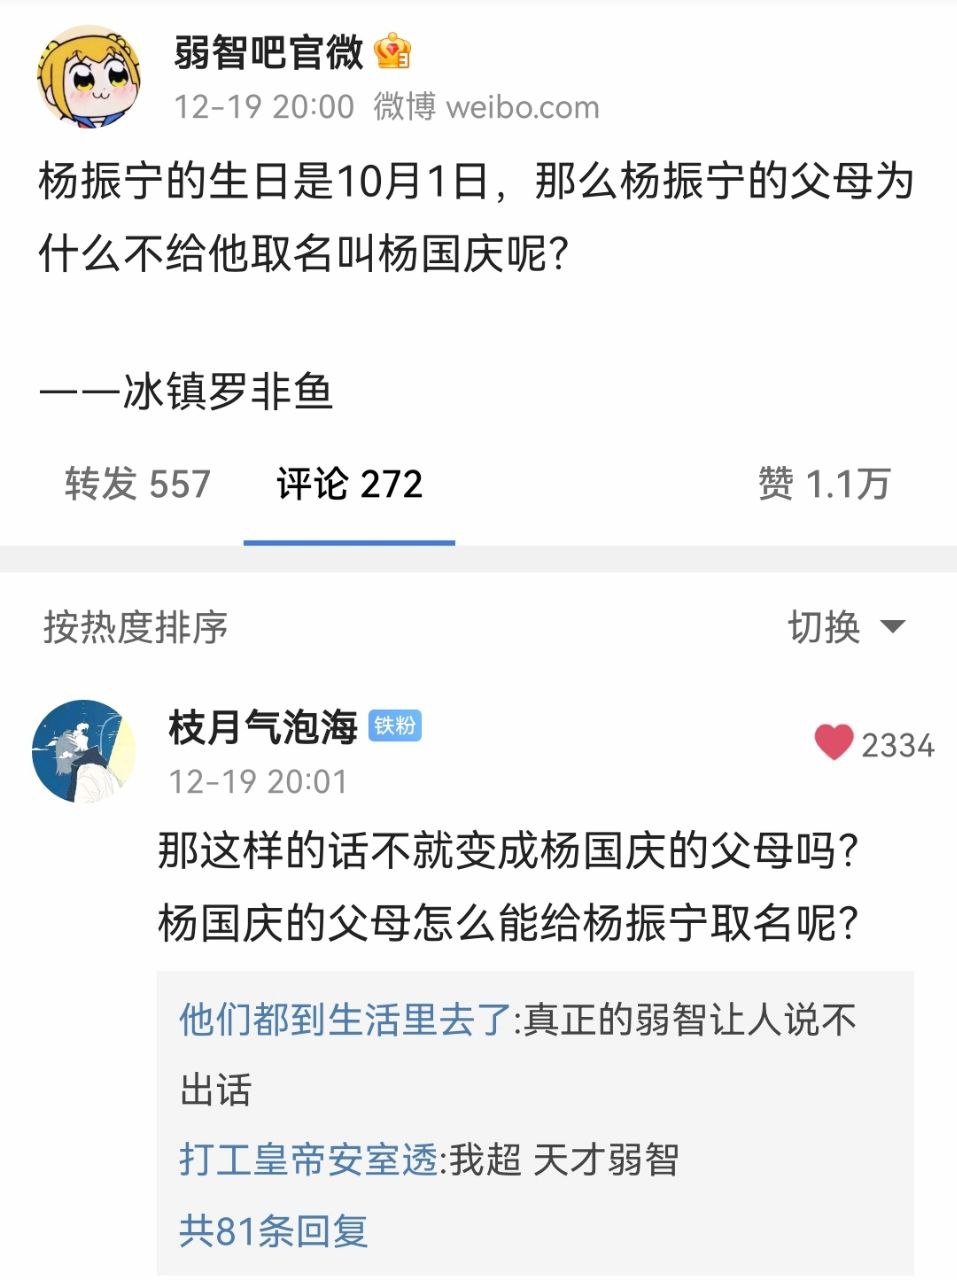 弱智吧官微
12-19 20:00 微博 weibo.com
杨振宁的生日是10月1日，那么杨振宁的父母为
什么不给他取名叫杨国庆呢？
——冰镇罗非鱼
转发 557 评论 272 赞 1.1万
按热度排序 切换
枝月气泡海 铁粉 2334
12-19 20:01
那这样的话不就变成杨国庆的父母吗？
杨国庆的父母怎么能给杨振宁取名呢？
他们都到生活里去了:真正的弱智让人说不
出话
打工皇帝安室透:我超 天才弱智
共81条回复